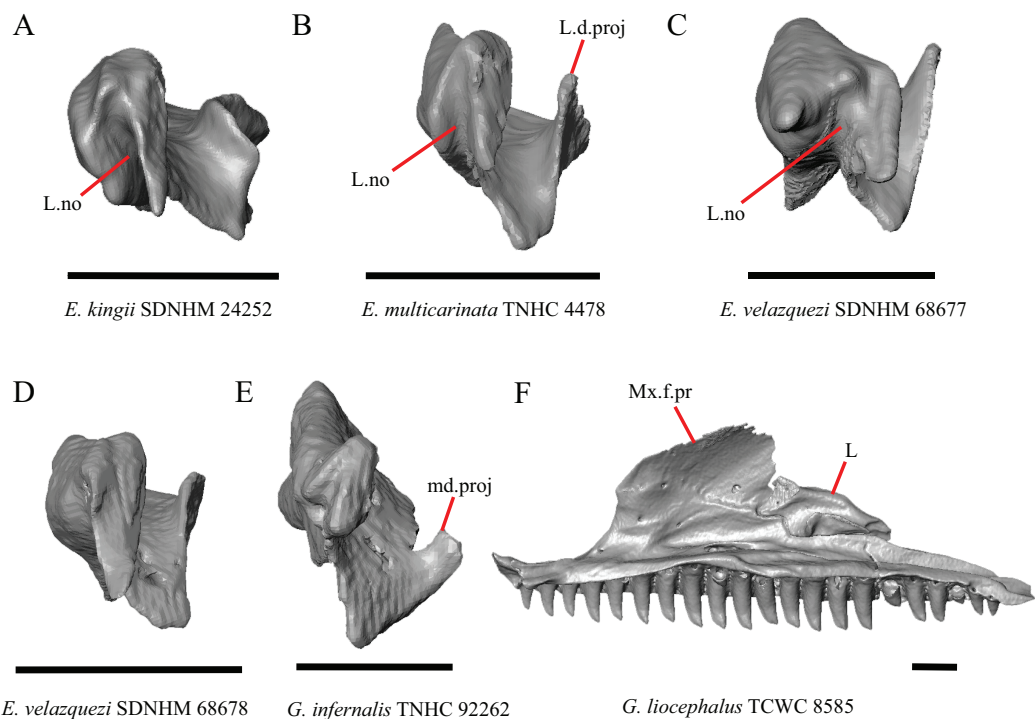 A
B
L.d.proj
C
L.no
L.no
L.no
E. kingii SDNHM 24252
E. multicarinata TNHC 4478
E. velazquezi SDNHM 68677
D
E
F
Mx.f.pr
L
md.proj
E. velazquezi SDNHM 68678
G. infernalis TNHC 92262
G. liocephalus TCWC 8585